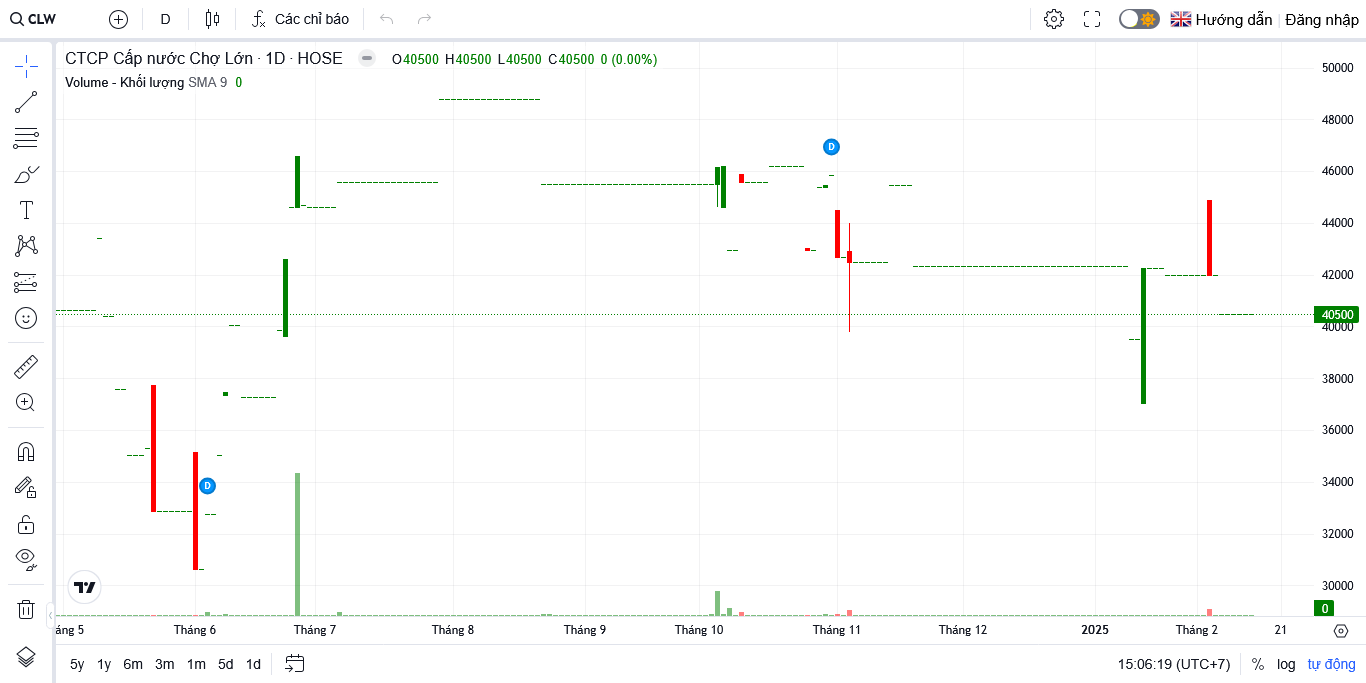 CLW D Các chỉ báo Hướng dẫn Đăng nhập
CTCP Cấp nước Chợ Lớn · 1D · HOSE O40500 H40500 L40500 C40500 0 (0.00%)
Volume - Khối lượng SMA 9 0
50000
48000
46000
44000
42000
40500
40000
38000
36000
34000
32000
30000
0
D
D
áng 5 Tháng 6 Tháng 7 Tháng 8 Tháng 9 Tháng 10 Tháng 11 Tháng 12 2025 Tháng 2 21
5y 1y 6m 3m 1m 5d 1d 15:06:19 (UTC+7) % log tự động